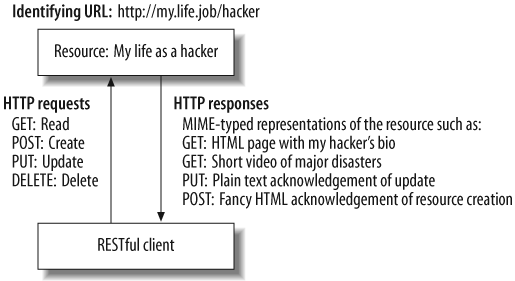 Identifying URL: http://my.life.job/hacker
Resource: My life as a hacker
HTTP requests
GET: Read
POST: Create
PUT: Update
DELETE: Delete
HTTP responses
MIME-typed representations of the resource such as:
GET: HTML page with my hacker's bio
GET: Short video of major disasters
PUT: Plain text acknowledgement of update
POST: Fancy HTML acknowledgement of resource creation
RESTful client